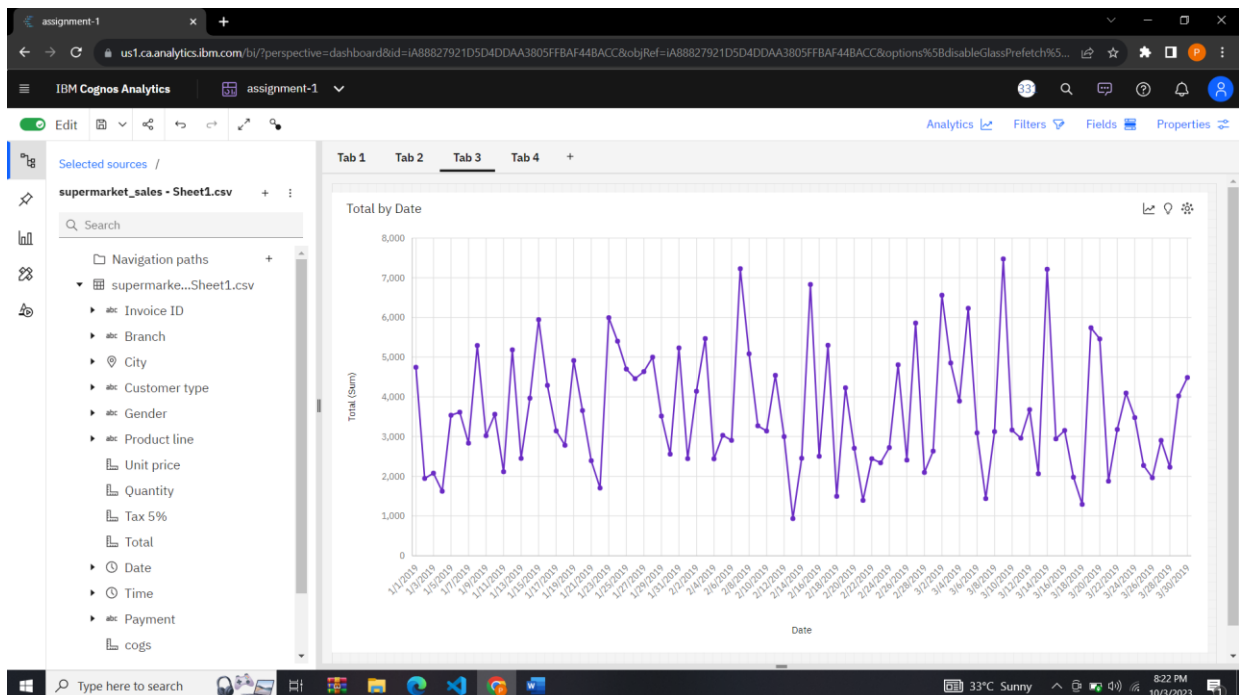 assignment-1
us1.ca.analytics.ibm.com/bi/?perspective=dashboard&id=iA88827921D5D4DDAA3805FFBAF44BACC&objRef=iA88827921D5D4DDAA3805FFBAF44BACC&options%5BdisableGlassPrefetch%5...
P
IBM Cognos Analytics
assignment-1
331
Edit
Analytics
Filters
Fields
Properties
Selected sources /
supermarket_sales - Sheet1.csv
Search
Navigation paths
supermarke...Sheet1.csv
abc Invoice ID
abc Branch
City
abc Customer type
abc Gender
abc Product line
Unit price
Quantity
Tax 5%
Total
Date
Time
abc Payment
cogs
Tab 1 Tab 2 Tab 3 Tab 4 +
Total by Date
8,000
7,000
6,000
5,000
4,000
3,000
2,000
1,000
0
Total (Sum)
1/1/2019 1/3/2019 1/5/2019 1/7/2019 1/9/2019 1/11/2019 1/13/2019 1/15/2019 1/17/2019 1/19/2019 1/21/2019 1/23/2019 1/25/2019 1/27/2019 1/29/2019 1/31/2019 2/2/2019 2/4/2019 2/6/2019 2/8/2019 2/10/2019 2/12/2019 2/14/2019 2/16/2019 2/18/2019 2/20/2019 2/22/2019 2/24/2019 2/26/2019 2/28/2019 3/2/2019 3/4/2019 3/6/2019 3/8/2019 3/10/2019 3/12/2019 3/14/2019 3/16/2019 3/18/2019 3/20/2019 3/22/2019 3/24/2019 3/26/2019 3/28/2019 3/30/2019
Date
Type here to search
33°C Sunny
8:22 PM
10/3/2023